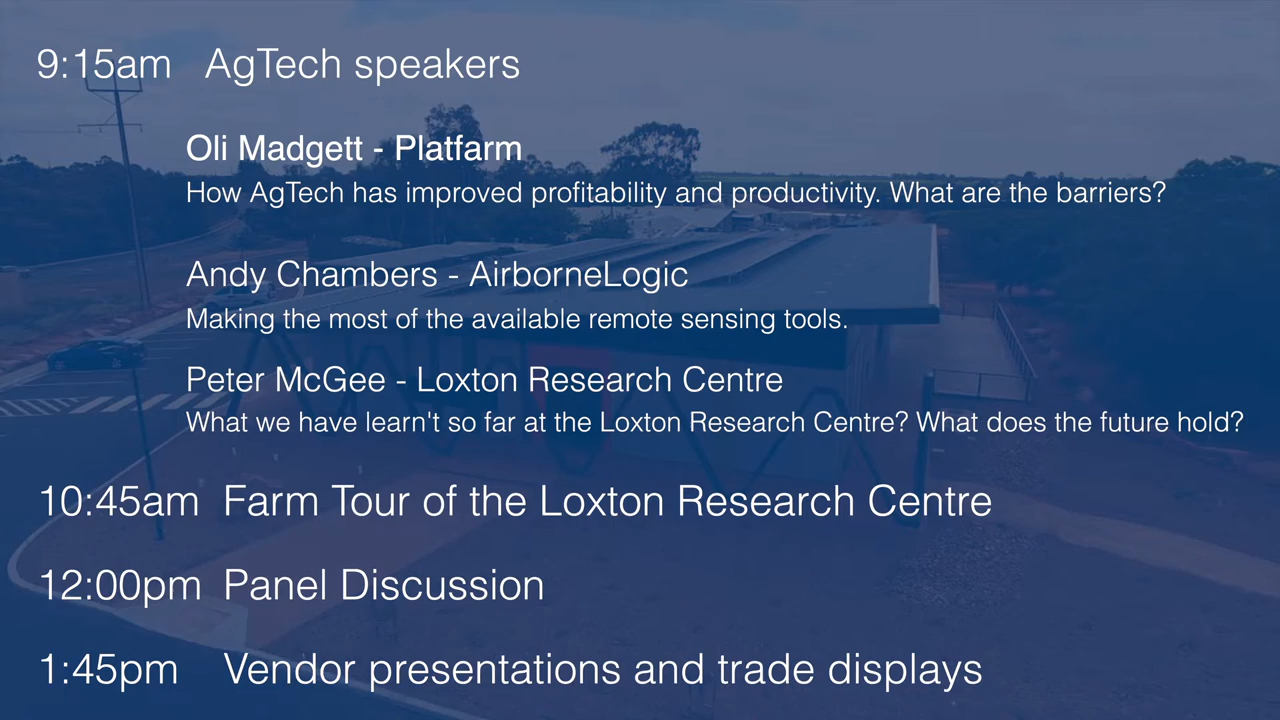 9:15am AgTech speakers
Oli Madgett - Platfarm
How AgTech has improved profitability and productivity. What are the barriers?
Andy Chambers - AirborneLogic
Making the most of the available remote sensing tools.
Peter McGee - Loxton Research Centre
What we have learn't so far at the Loxton Research Centre? What does the future hold?
10:45am Farm Tour of the Loxton Research Centre
12:00pm Panel Discussion
1:45pm Vendor presentations and trade displays